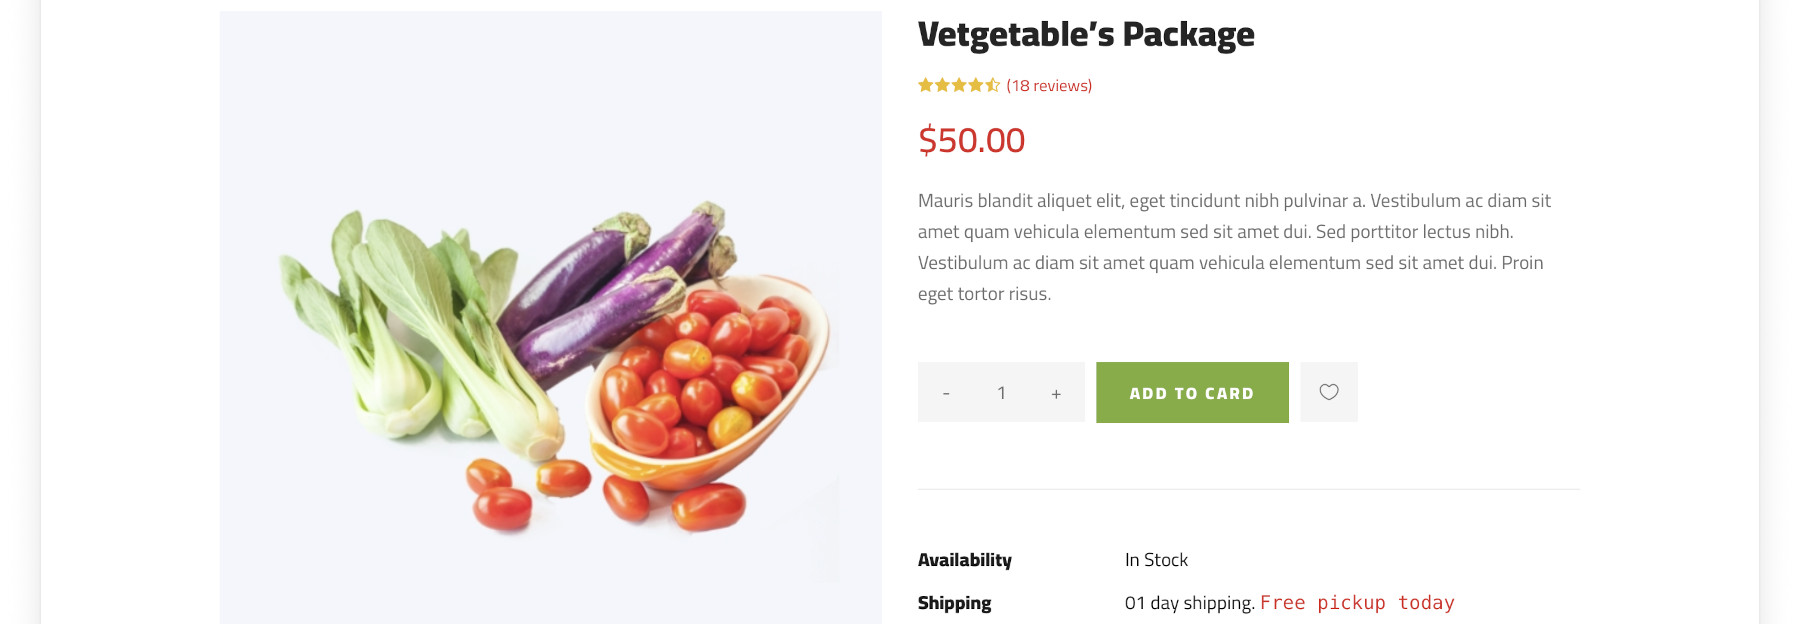 Vetgetable’s Package
(18 reviews)
$50.00
Mauris blandit aliquet elit, eget tincidunt nibh pulvinar a. Vestibulum ac diam sit
amet quam vehicula elementum sed sit amet dui. Sed porttitor lectus nibh.
Vestibulum ac diam sit amet quam vehicula elementum sed sit amet dui. Proin
eget tortor risus.
- 1 + ADD TO CARD
Availability In Stock
Shipping 01 day shipping. Free pickup today